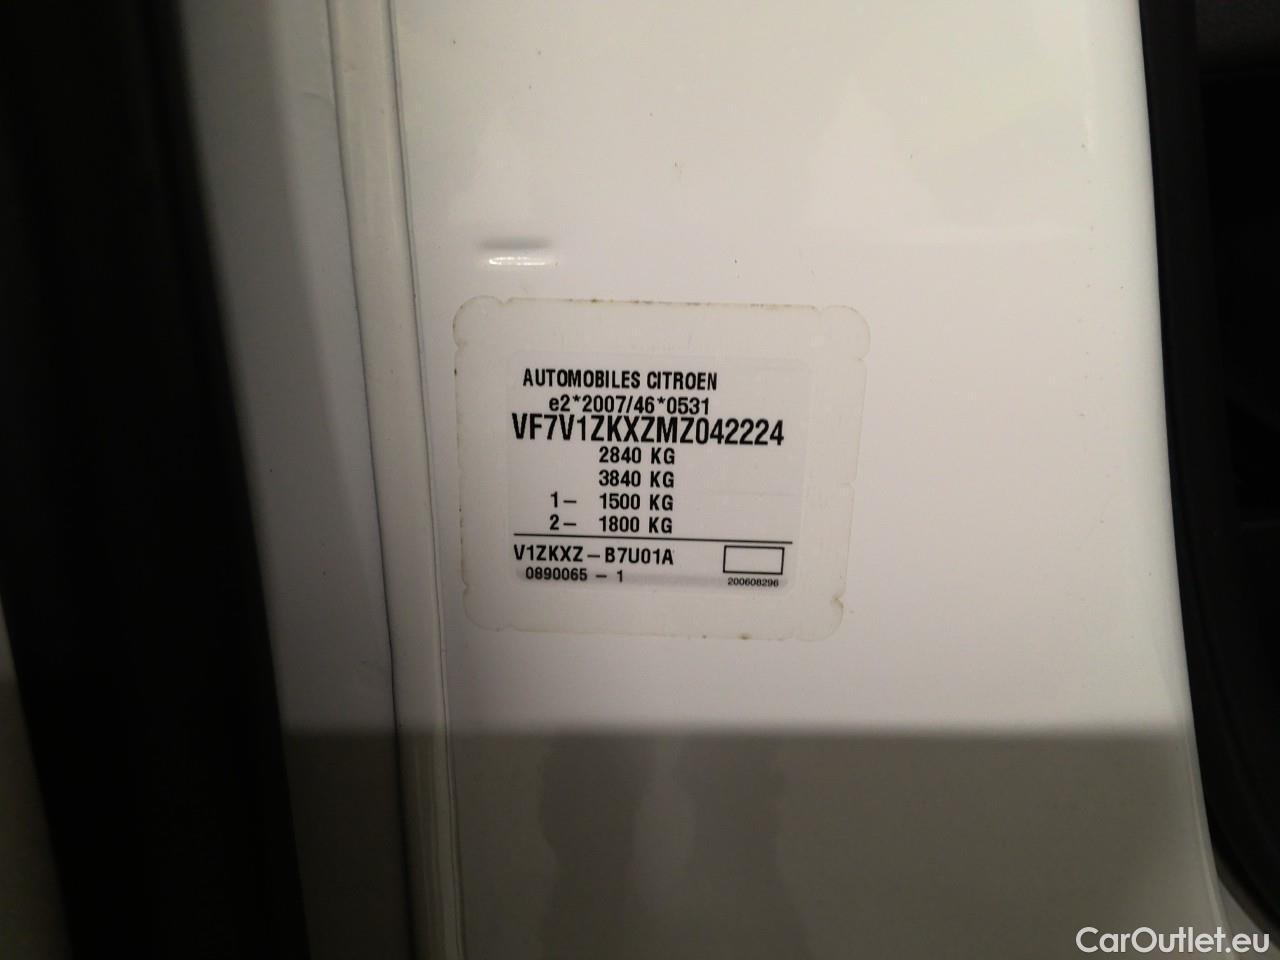 AUTOMOBILES CITROEN
e2*2007/46*0531
VF7V1ZKXZMZ042224
2840 KG
3840 KG
1- 1500 KG
2- 1800 KG
V1ZKXZ-B7U01A
0890065 - 1
200608296
CarOutlet.eu